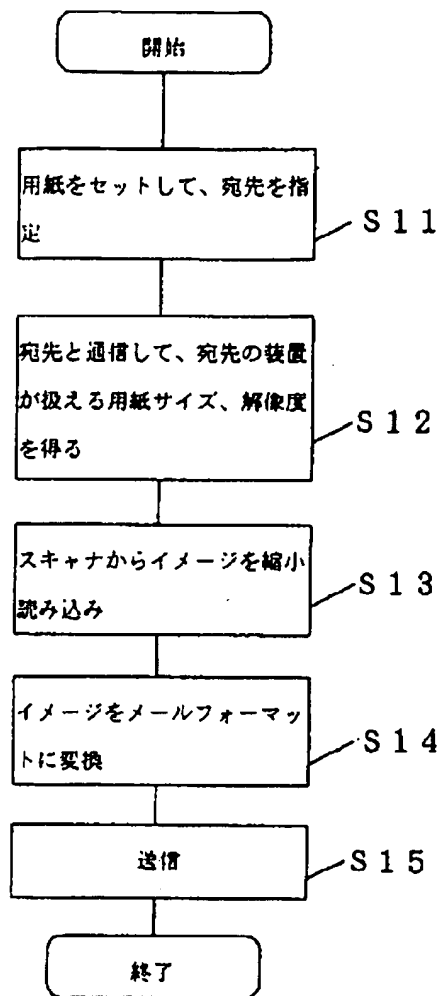 開始
用紙をセットして、宛先を指
定
S11
宛先と通信して、宛先の装置
が扱える用紙サイズ、解像度
を得る
S12
スキャナからイメージを縮小
読み込み
S13
イメージをメールフォーマッ
トに変換
S14
送信
S15
終了